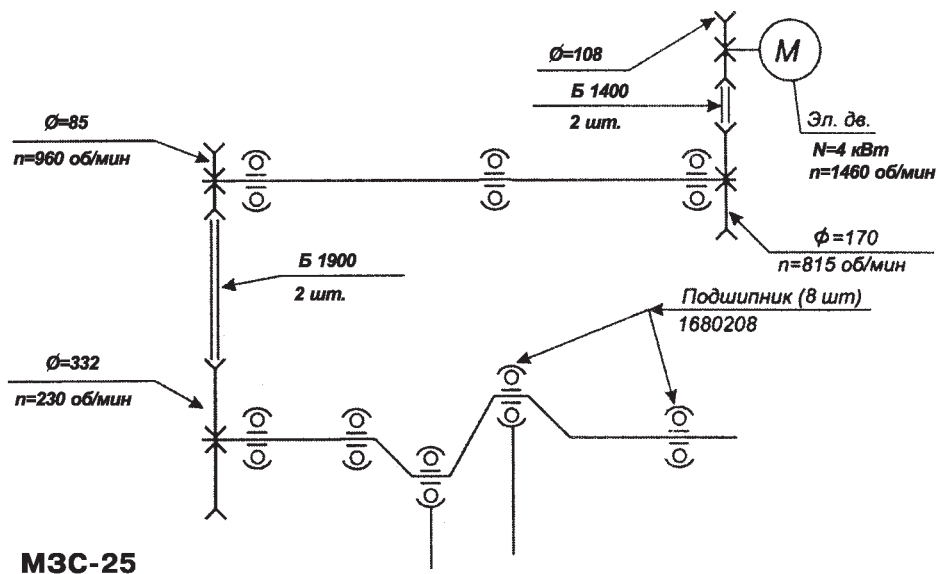 Ø=108
М
Б 1400
2 шт.
Эл. дв.
N=4 кВт
n=1460 об/мин
Ø=85
n=960 об/мин
ф=170
n=815 об/мин
Б 1900
2 шт.
Подшипник (8 шт)
1680208
Ø=332
n=230 об/мин
МЗС-25